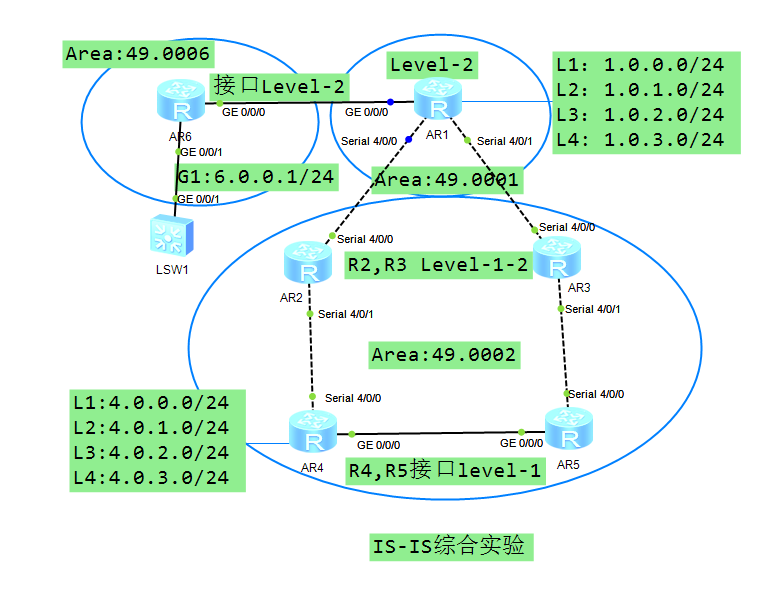 Area:49.0006
接口Level-2
Level-2
L1: 1.0.0.0/24
L2: 1.0.1.0/24
L3: 1.0.2.0/24
L4: 1.0.3.0/24
R
GE 0/0/0
GE 0/0/0
R
AR6
AR1
GE 0/0/1
Serial 4/0/0
Serial 4/0/1
G1:6.0.0.1/24
Area:49.0001
GE 0/0/1
LSW1
Serial 4/0/0
Serial 4/0/0
R
R2,R3 Level-1-2
R
AR2
AR3
Serial 4/0/1
Serial 4/0/1
Area:49.0002
Serial 4/0/0
Serial 4/0/0
L1:4.0.0.0/24
L2:4.0.1.0/24
L3:4.0.2.0/24
L4:4.0.3.0/24
R
GE 0/0/0
GE 0/0/0
R
AR4
AR5
R4,R5接口level-1
IS-IS综合实验